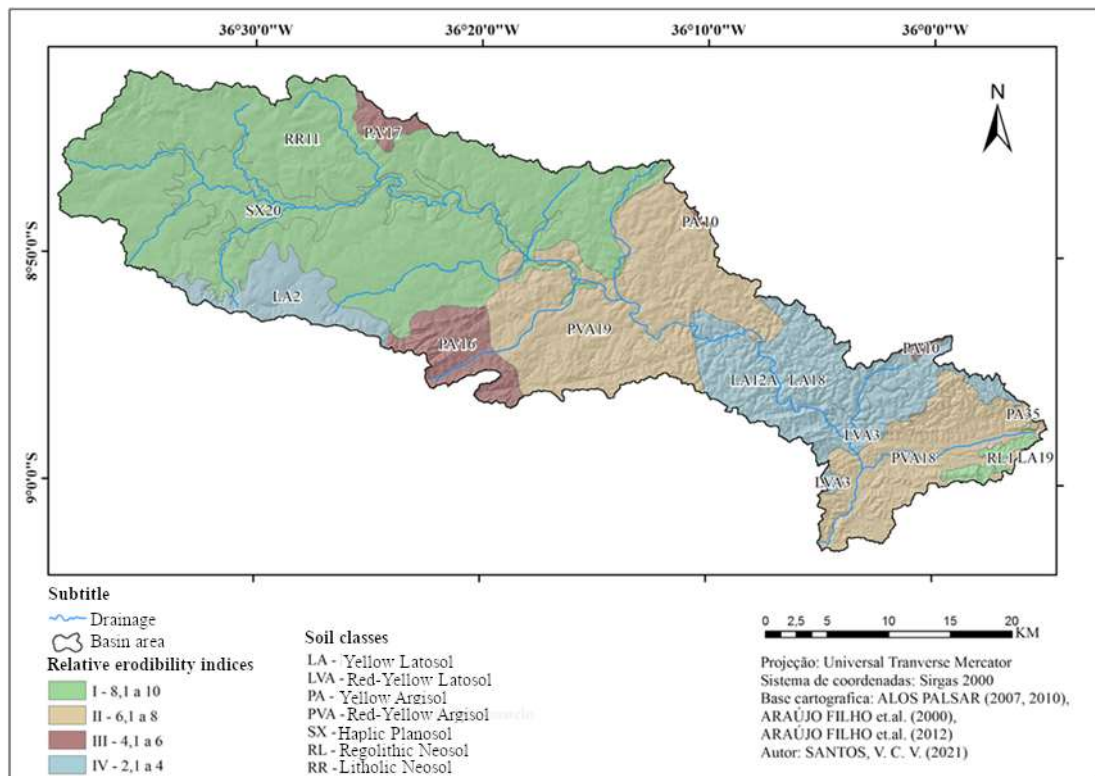 36°30'0"W 36°20'0"W 36°10'0"W 36°0'0"W
N
8°50'0"S
9°0'0"S
RR11
PA17
SX20
PA10
LA2
PVA19
PA16
PA10
LA12A LA18
PA35
LVA3
PVA18
RL1 LA19
LVA3
Subtitle
Drainage
Basin area
Relative erodibility indices
I - 8,1 a 10
II - 6,1 a 8
III - 4,1 a 6
IV - 2,1 a 4
Soil classes
LA - Yellow Latosol
LVA - Red-Yellow Latosol
PA - Yellow Argisol
PVA - Red-Yellow Argisol
SX - Haplic Planosol
RL - Regolithic Neosol
RR - Litholic Neosol
0 2,5 5 10 15 20
KM
Projeção: Universal Tranverse Mercator
Sistema de coordenadas: Sirgas 2000
Base cartografica: ALOS PALSAR (2007, 2010),
ARAÚJO FILHO et.al. (2000),
ARAÚJO FILHO et.al. (2012)
Autor: SANTOS, V. C. V. (2021)